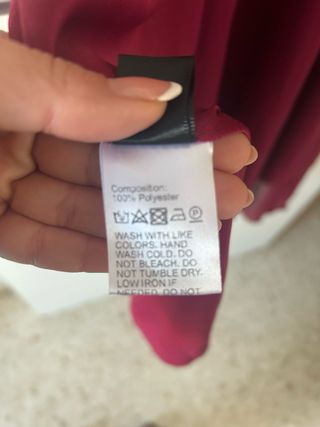 Composition:
100% Polyester
WASH WITH LIKE
COLORS. HAND
WASH COLD. DO
NOT BLEACH. DO
NOT TUMBLE DRY.
LOW IRON IF
NEEDED. DO NOT